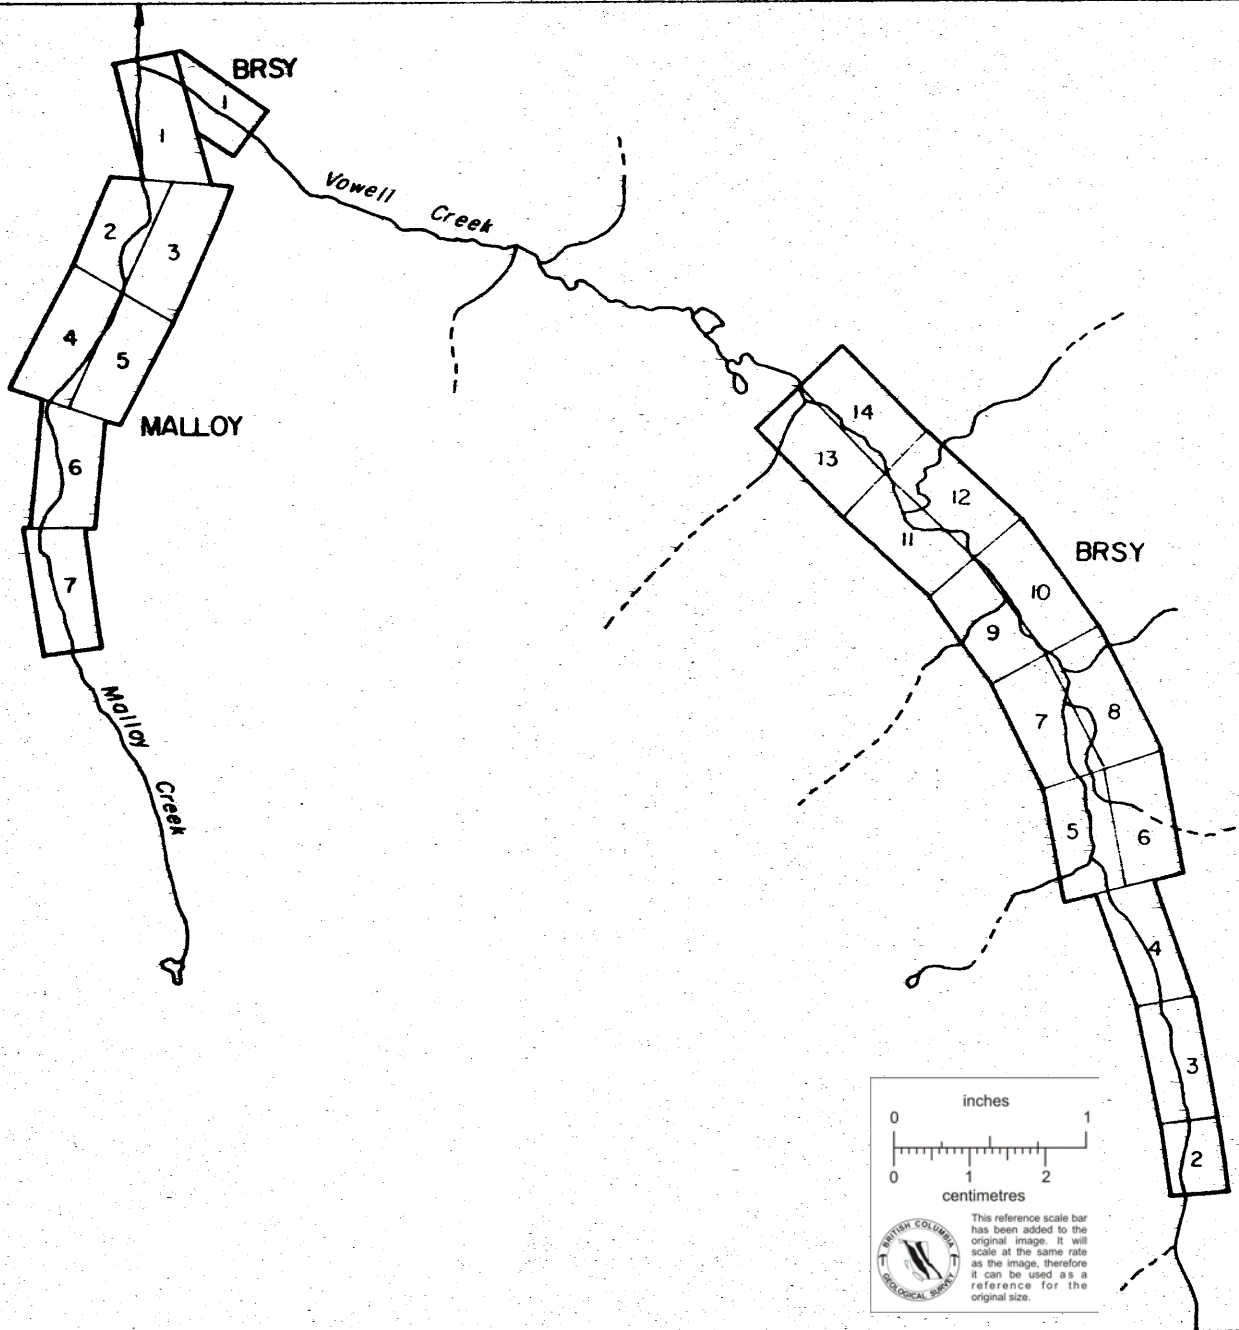 BRSY
1
1
Vowell Creek
2
3
4
5
MALLOY
6
7
Malloy Creek
14
13
12
11
BRSY
10
9
8
7
5
6
4
3
2
inches
0 1
0 1 2
centimetres
This reference scale bar
has been added to the
original image. It will
scale at the same rate
as the image, therefore
it can be used as a
reference for the
original size.
BRITISH COLUMBIA
GEOLOGICAL SURVEY